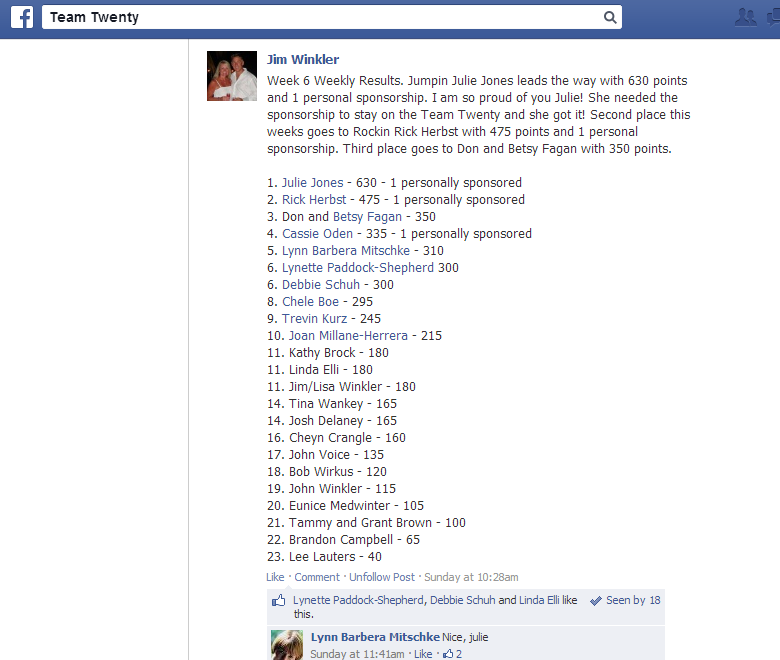 f Team Twenty
Jim Winkler
Week 6 Weekly Results. Jumpin Julie Jones leads the way with 630 points
and 1 personal sponsorship. I am so proud of you Julie! She needed the
sponsorship to stay on the Team Twenty and she got it! Second place this
weeks goes to Rockin Rick Herbst with 475 points and 1 personal
sponsorship. Third place goes to Don and Betsy Fagan with 350 points.
1. Julie Jones - 630 - 1 personally sponsored
2. Rick Herbst - 475 - 1 personally sponsored
3. Don and Betsy Fagan - 350
4. Cassie Oden - 335 - 1 personally sponsored
5. Lynn Barbera Mitschke - 310
6. Lynette Paddock-Shepherd 300
6. Debbie Schuh - 300
8. Chele Boe - 295
9. Trevin Kurz - 245
10. Joan Millane-Herrera - 215
11. Kathy Brock - 180
11. Linda Elli - 180
11. Jim/Lisa Winkler - 180
14. Tina Wankey - 165
14. Josh Delaney - 165
16. Cheyn Crangle - 160
17. John Voice - 135
18. Bob Wirkus - 120
19. John Winkler - 115
20. Eunice Medwinter - 105
21. Tammy and Grant Brown - 100
22. Brandon Campbell - 65
23. Lee Lauters - 40
Like · Comment · Unfollow Post · Sunday at 10:28am
Lynette Paddock-Shepherd, Debbie Schuh and Linda Elli like Seen by 18
this.
Lynn Barbera Mitschke Nice, julie
Sunday at 11:41am · Like · 2